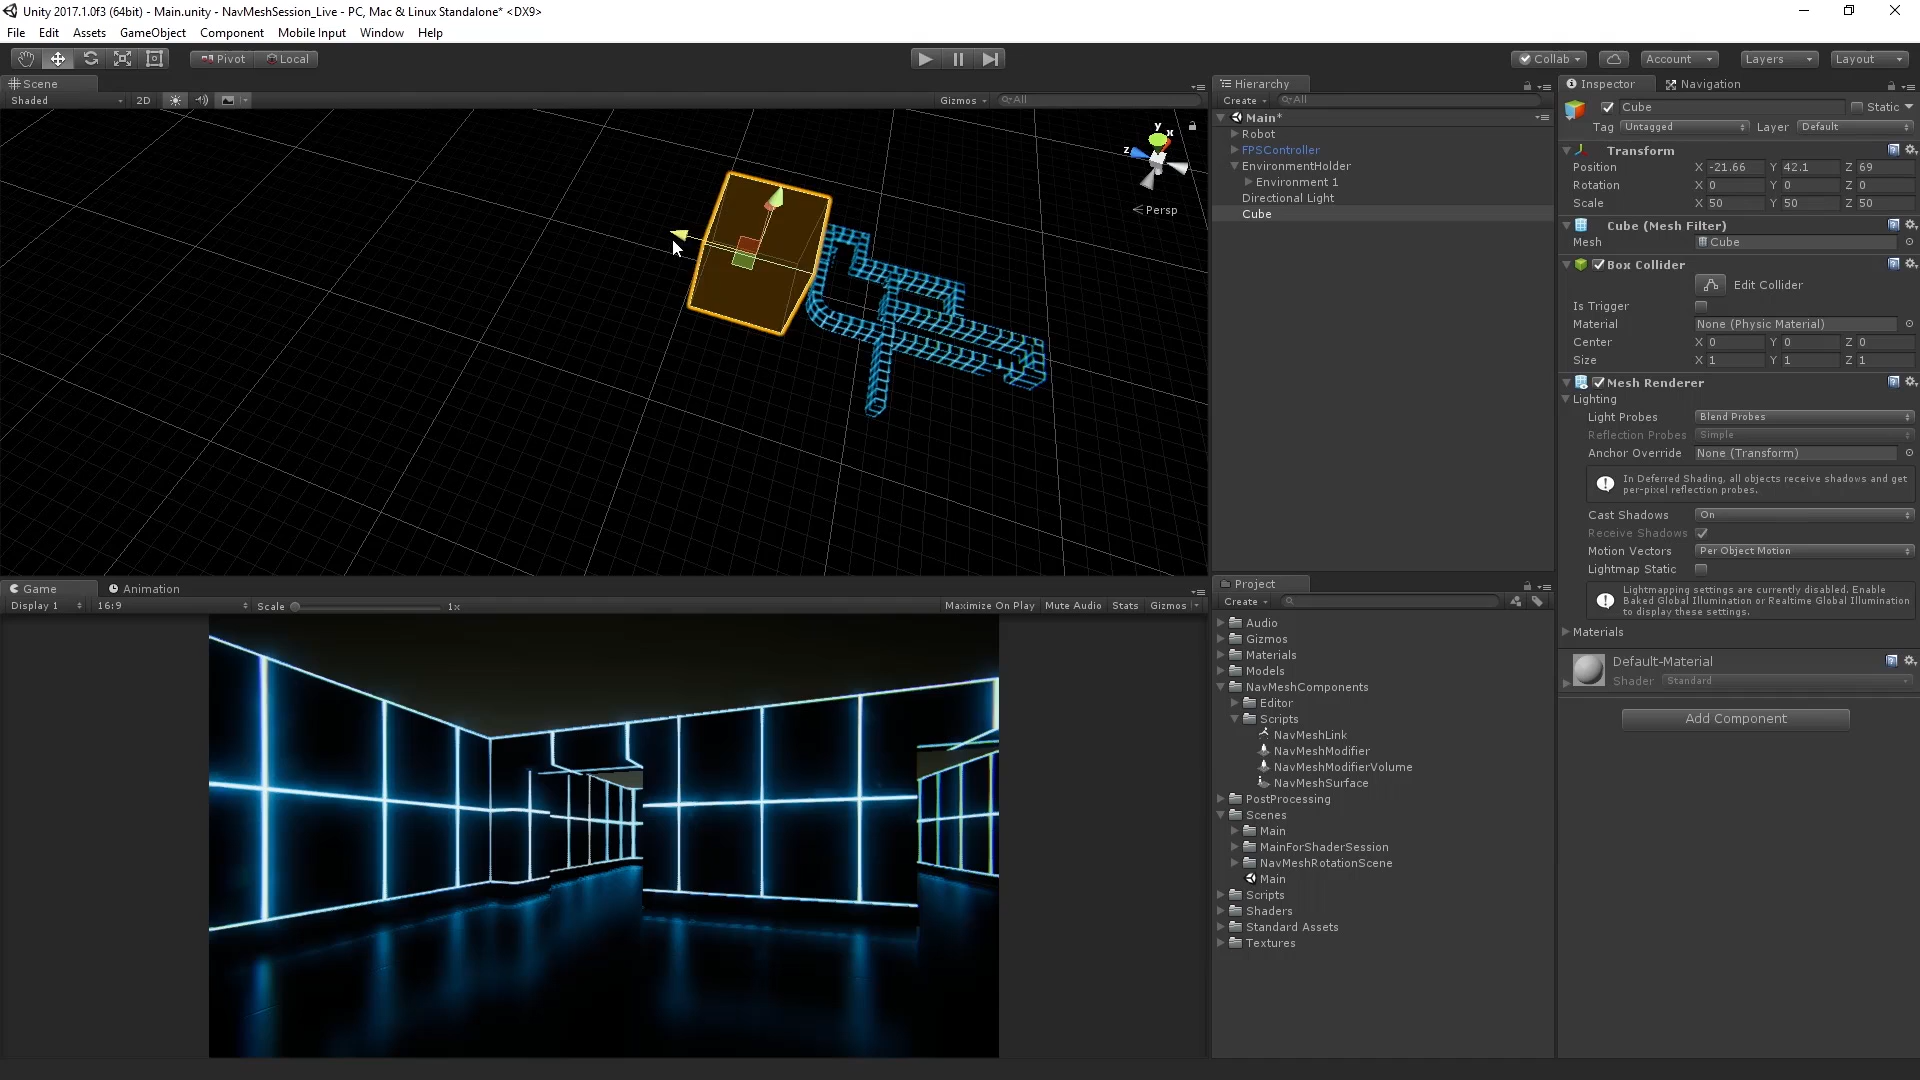 Unity 2017.1.0f3 (64bit) - Main.unity - NavMeshSession_Live - PC, Mac & Linux Standalone* <DX9>
File Edit Assets GameObject Component Mobile Input Window Help
Pivot Local
Collab Account Layers Layout
Scene
Shaded 2D Gizmos All
y x z
Persp
Hierarchy
Create All
Main*
Robot
FPSController
EnvironmentHolder
Environment 1
Directional Light
Cube
Inspector Navigation
Cube Static
Tag Untagged Layer Default
Transform
Position X -21.66 Y 42.1 Z 69
Rotation X 0 Y 0 Z 0
Scale X 50 Y 50 Z 50
Cube (Mesh Filter)
Mesh Cube
Box Collider
Edit Collider
Is Trigger
Material None (Physic Material)
Center X 0 Y 0 Z 0
Size X 1 Y 1 Z 1
Mesh Renderer
Lighting
Light Probes Blend Probes
Reflection Probes Simple
Anchor Override None (Transform)
In Deferred Shading, all objects receive shadows and get
per-pixel reflection probes.
Cast Shadows On
Receive Shadows
Motion Vectors Per Object Motion
Lightmap Static
Lightmapping settings are currently disabled. Enable
Baked Global Illumination or Realtime Global Illumination
to display these settings.
Materials
Default-Material
Shader Standard
Add Component
Game Animation
Display 1 16:9 Scale 1x Maximize On Play Mute Audio Stats Gizmos
Project
Create
Audio
Gizmos
Materials
Models
NavMeshComponents
Editor
Scripts
NavMeshLink
NavMeshModifier
NavMeshModifierVolume
NavMeshSurface
PostProcessing
Scenes
Main
MainForShaderSession
NavMeshRotationScene
Main
Scripts
Shaders
Standard Assets
Textures